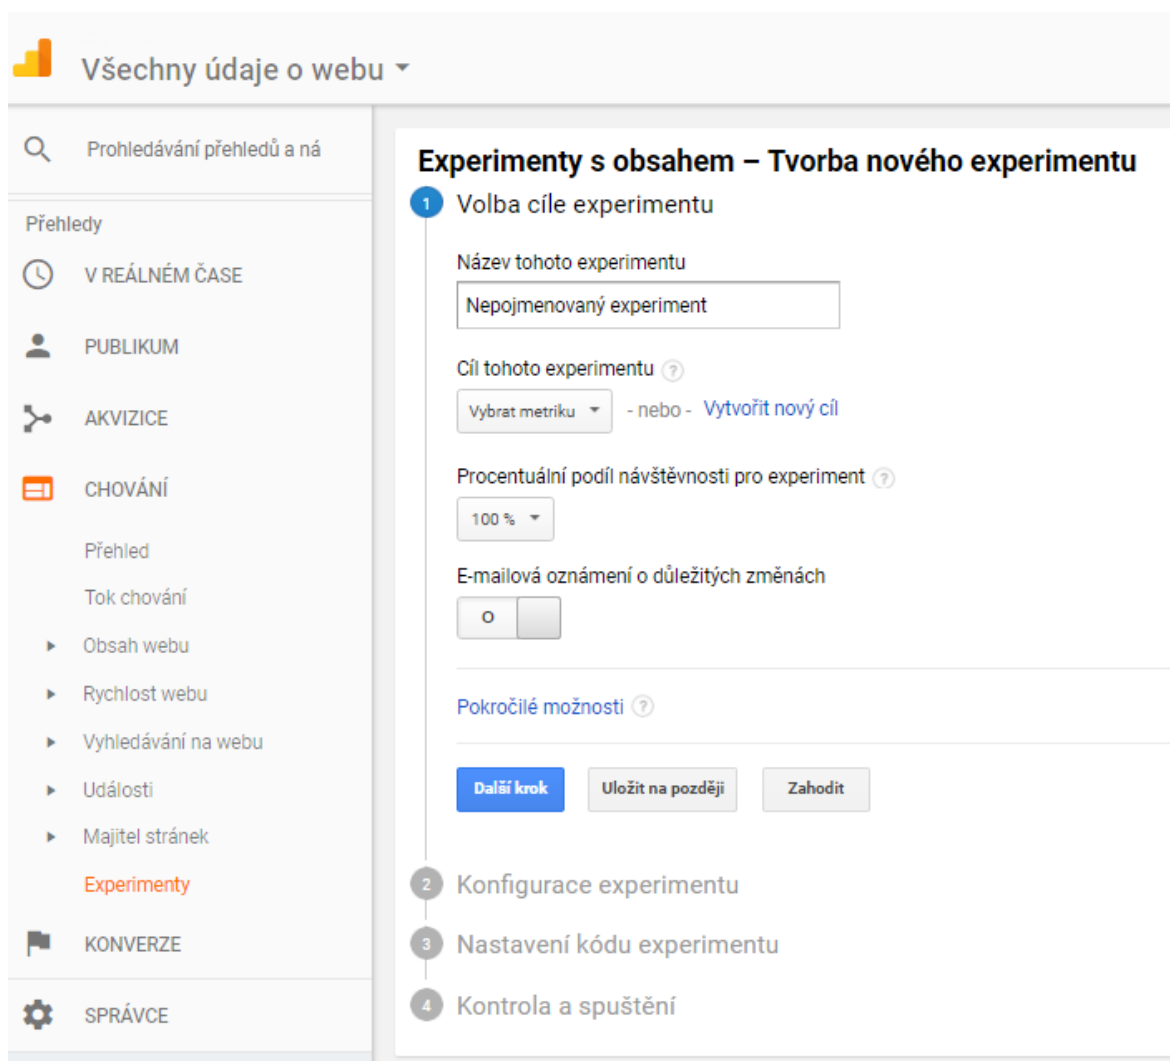 Všechny údaje o webu
Prohledávání přehledů a ná
Přehledy
V REÁLNÉM ČASE
PUBLIKUM
AKVIZICE
CHOVÁNÍ
Přehled
Tok chování
Obsah webu
Rychlost webu
Vyhledávání na webu
Události
Majitel stránek
Experimenty
KONVERZE
SPRÁVCE
Experimenty s obsahem – Tvorba nového experimentu
1 Volba cíle experimentu
Název tohoto experimentu
Nepojmenovaný experiment
Cíl tohoto experimentu ?
Vybrat metriku - nebo - Vytvořit nový cíl
Procentuální podíl návštěvnosti pro experiment ?
100 %
E-mailová oznámení o důležitých změnách
O
Pokročilé možnosti ?
Další krok Uložit na později Zahodit
2 Konfigurace experimentu
3 Nastavení kódu experimentu
4 Kontrola a spuštění